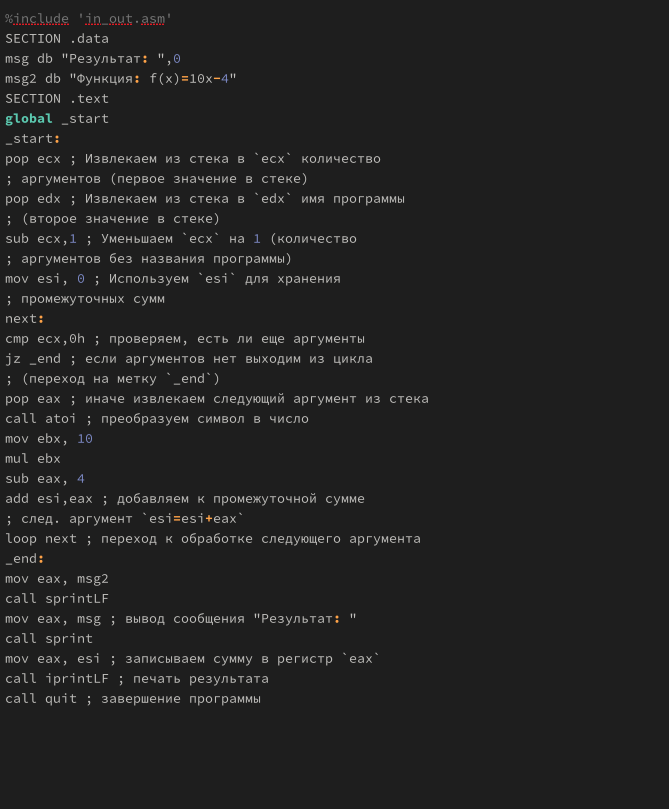 %include 'in_out.asm'
SECTION .data
msg db "Результат: ",0
msg2 db "Функция: f(x)=10x-4"
SECTION .text
global _start
_start:
pop ecx ; Извлекаем из стека в `ecx` количество
; аргументов (первое значение в стеке)
pop edx ; Извлекаем из стека в `edx` имя программы
; (второе значение в стеке)
sub ecx,1 ; Уменьшаем `ecx` на 1 (количество
; аргументов без названия программы)
mov esi, 0 ; Используем `esi` для хранения
; промежуточных сумм
next:
cmp ecx,0h ; проверяем, есть ли еще аргументы
jz _end ; если аргументов нет выходим из цикла
; (переход на метку `_end`)
pop eax ; иначе извлекаем следующий аргумент из стека
call atoi ; преобразуем символ в число
mov ebx, 10
mul ebx
sub eax, 4
add esi,eax ; добавляем к промежуточной сумме
; след. аргумент `esi=esi+eax`
loop next ; переход к обработке следующего аргумента
_end:
mov eax, msg2
call sprintLF
mov eax, msg ; вывод сообщения "Результат: "
call sprint
mov eax, esi ; записываем сумму в регистр `eax`
call iprintLF ; печать результата
call quit ; завершение программы